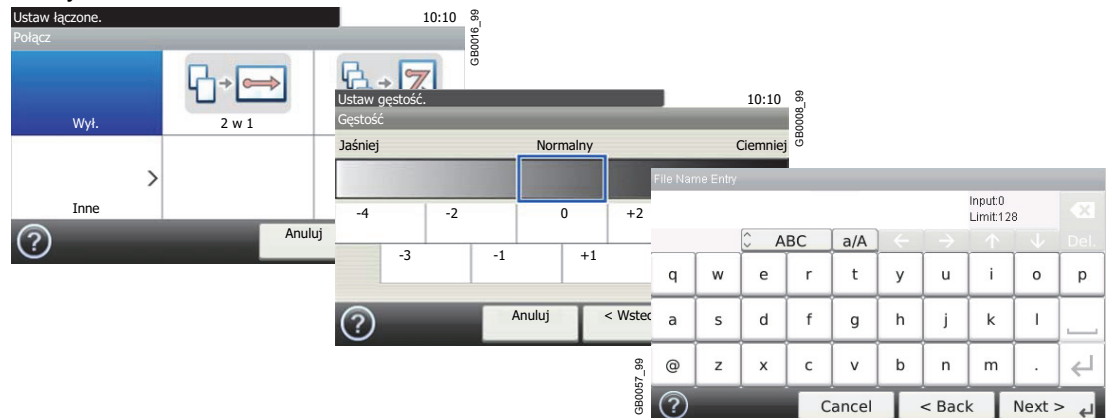 Ustaw łączone. 10:10
Połącz
Wył.
2 w 1
Inne
Anuluj
GB0016_99
Ustaw gęstość. 10:10
Gęstość
Jaśniej Normalny Ciemniej
-4 -2 0 +2
-3 -1 +1
Anuluj < Wstec
GB0008_99
File Name Entry
Input:0
Limit:128
ABC a/A Del.
q w e r t y u i o p
a s d f g h j k l
@ z x c v b n m .
Cancel < Back Next >
GB0057_99